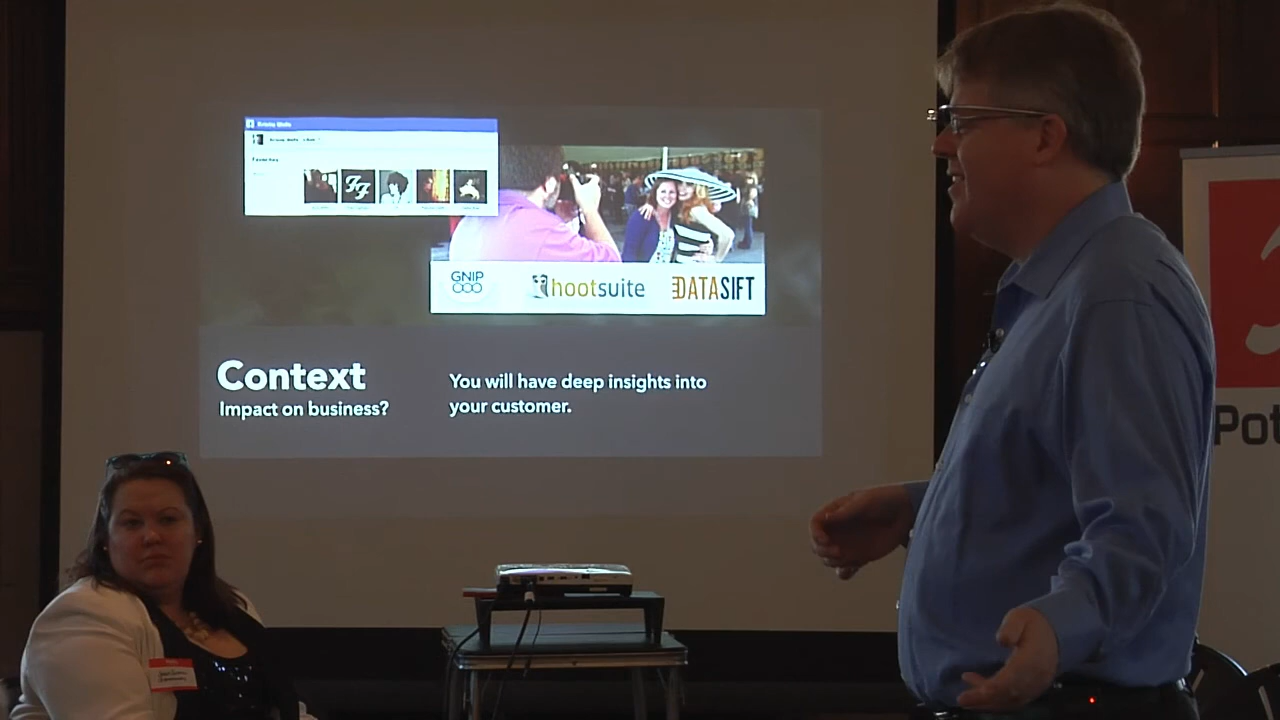 GNIP
hootsuite
DATASIFT
Context
Impact on business?
You will have deep insights into
your customer.
Pot